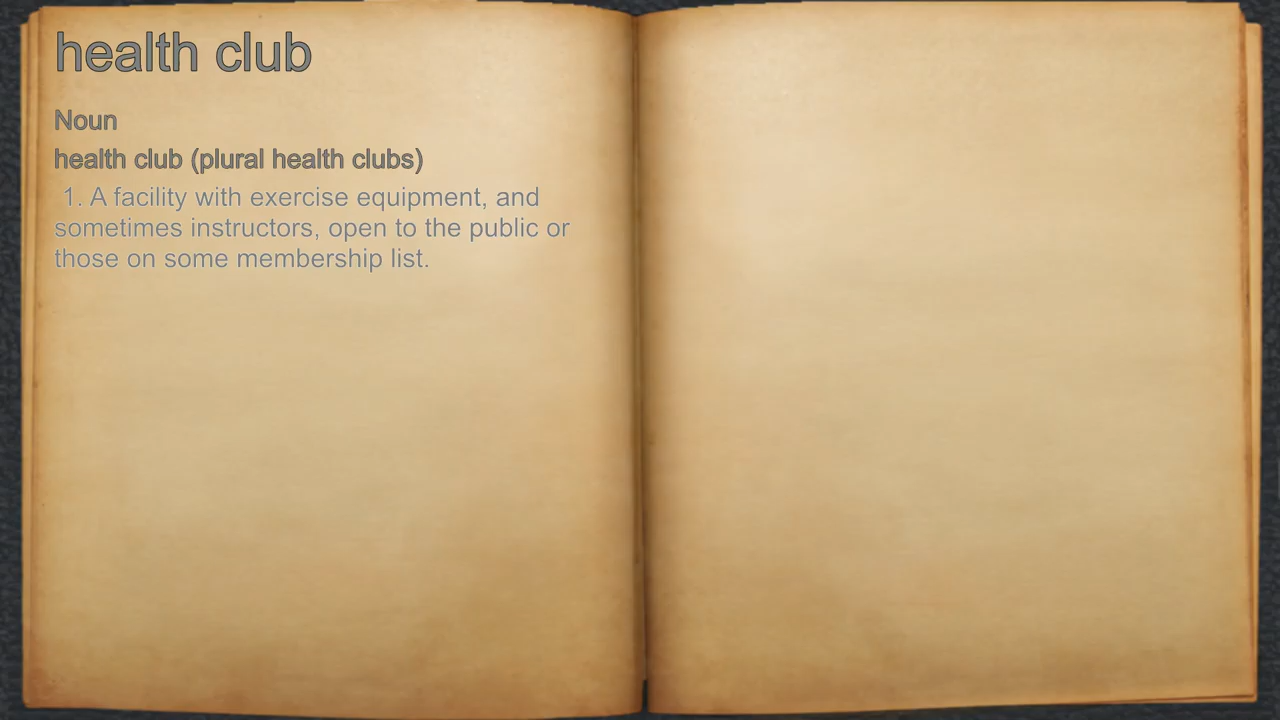 health club
Noun
health club (plural health clubs)
1. A facility with exercise equipment, and
sometimes instructors, open to the public or
those on some membership list.